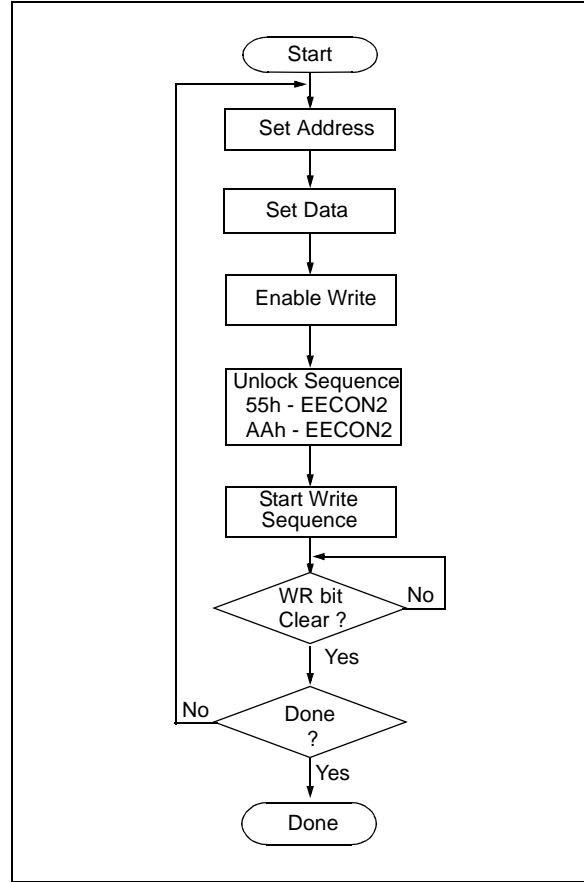 Start
Set Address
Set Data
Enable Write
Unlock Sequence
55h - EECON2
AAh - EECON2
Start Write
Sequence
WR bit
Clear ?
No
Yes
No
Done
?
Yes
Done